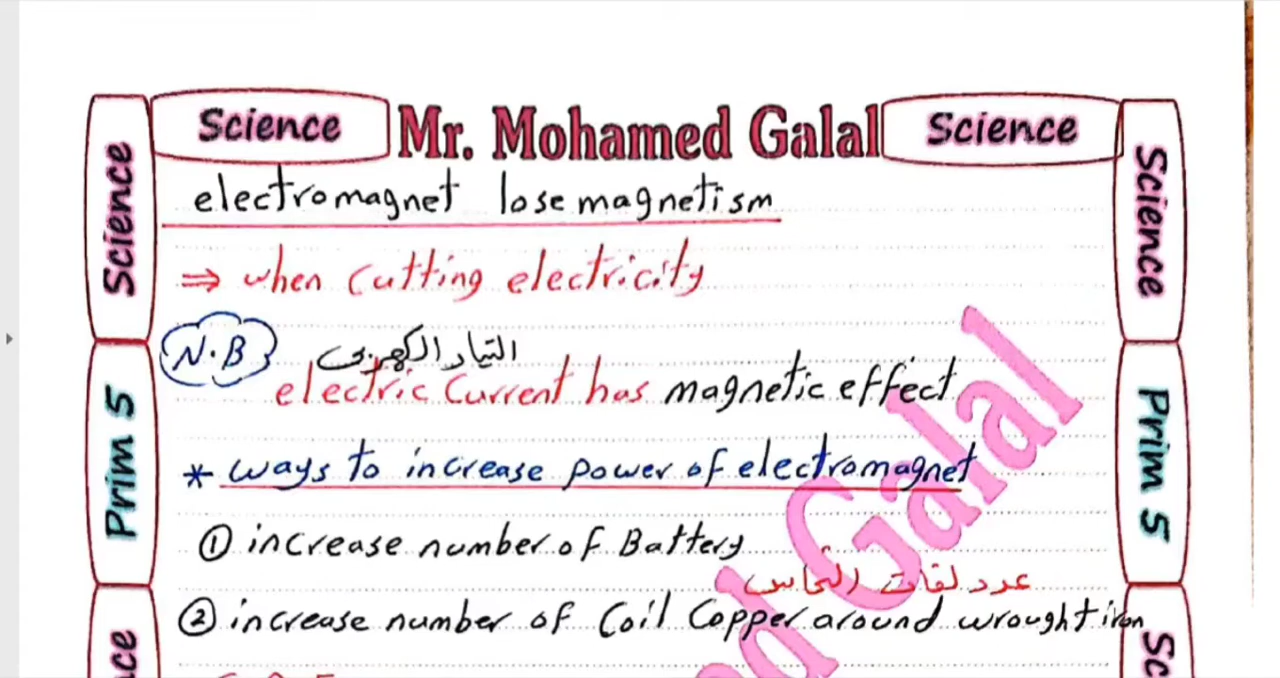 Science Mr. Mohamed Galal Science
Science
Science
electromagnet lose magnetism
⇒ when Cutting electricity
N.B
التيار الكهربى
electric Current has magnetic effect
Prim 5
Prim 5
* ways to increase power of electromagnet
① increase number of Battery
عدد لفات النحاس
② increase number of Coil Copper around wrought iron
Galal